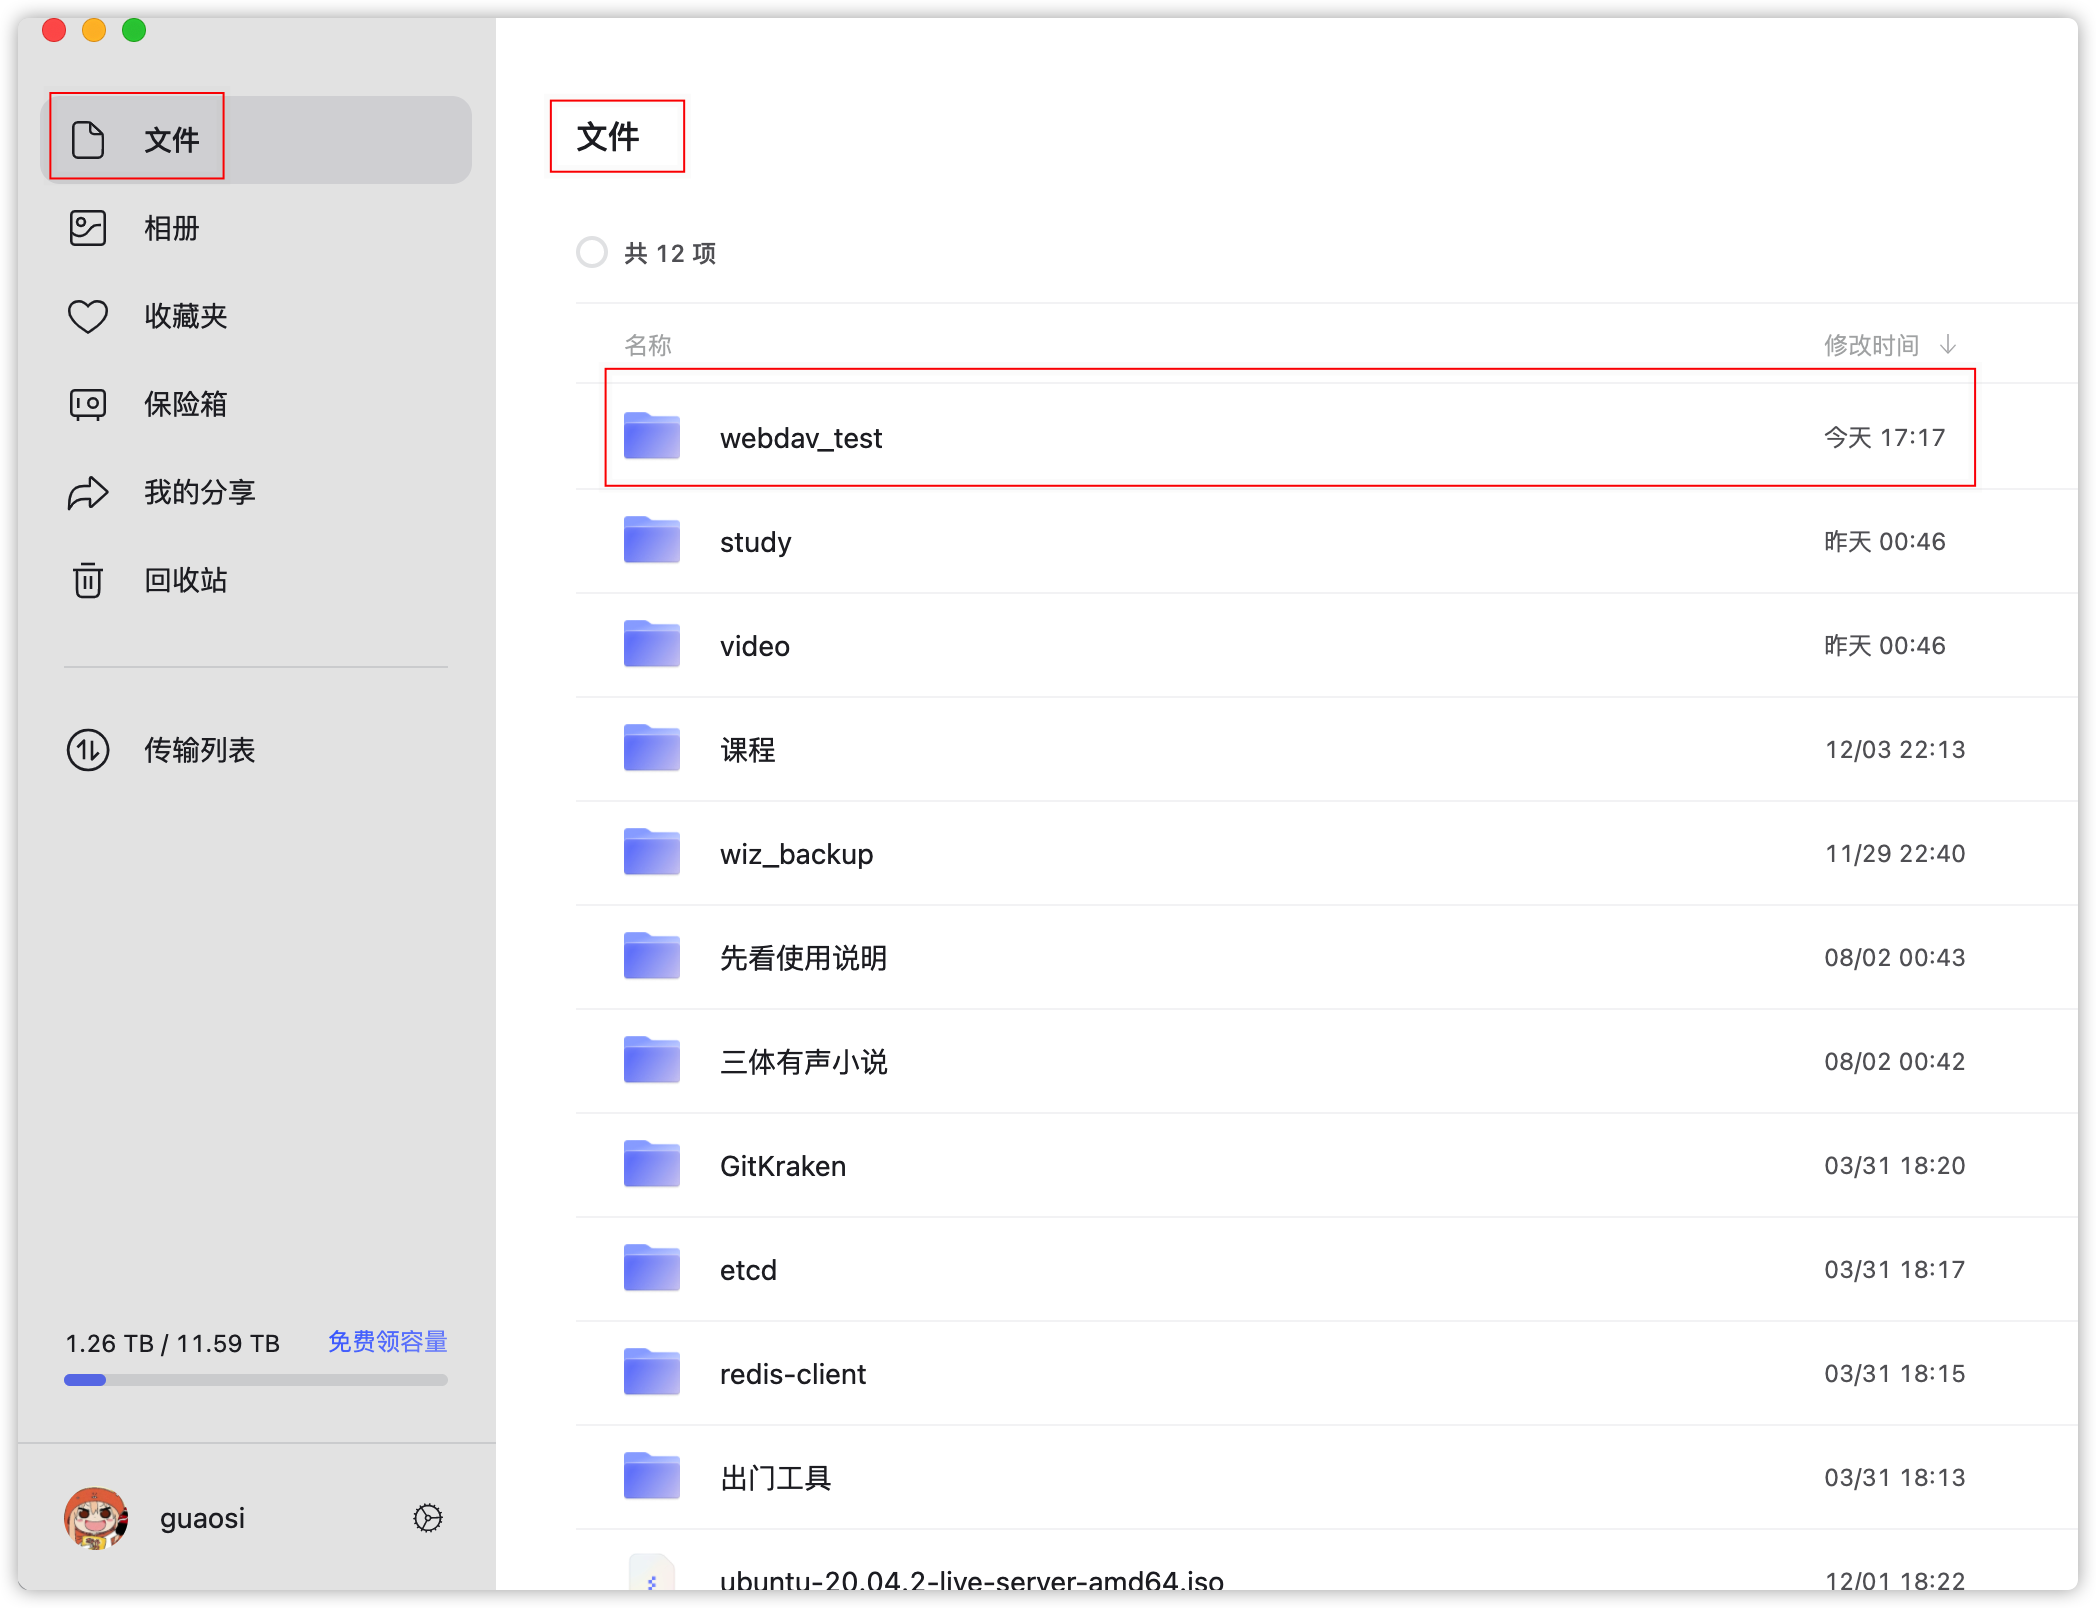 文件
相册
收藏夹
保险箱
我的分享
回收站
传输列表
1.26 TB / 11.59 TB 免费领容量
guaosi
文件
共 12 项
名称 修改时间
webdav_test 今天 17:17
study 昨天 00:46
video 昨天 00:46
课程 12/03 22:13
wiz_backup 11/29 22:40
先看使用说明 08/02 00:43
三体有声小说 08/02 00:42
GitKraken 03/31 18:20
etcd 03/31 18:17
redis-client 03/31 18:15
出门工具 03/31 18:13
ubuntu-20.04.2-live-server-amd64.iso 12/01 18:22